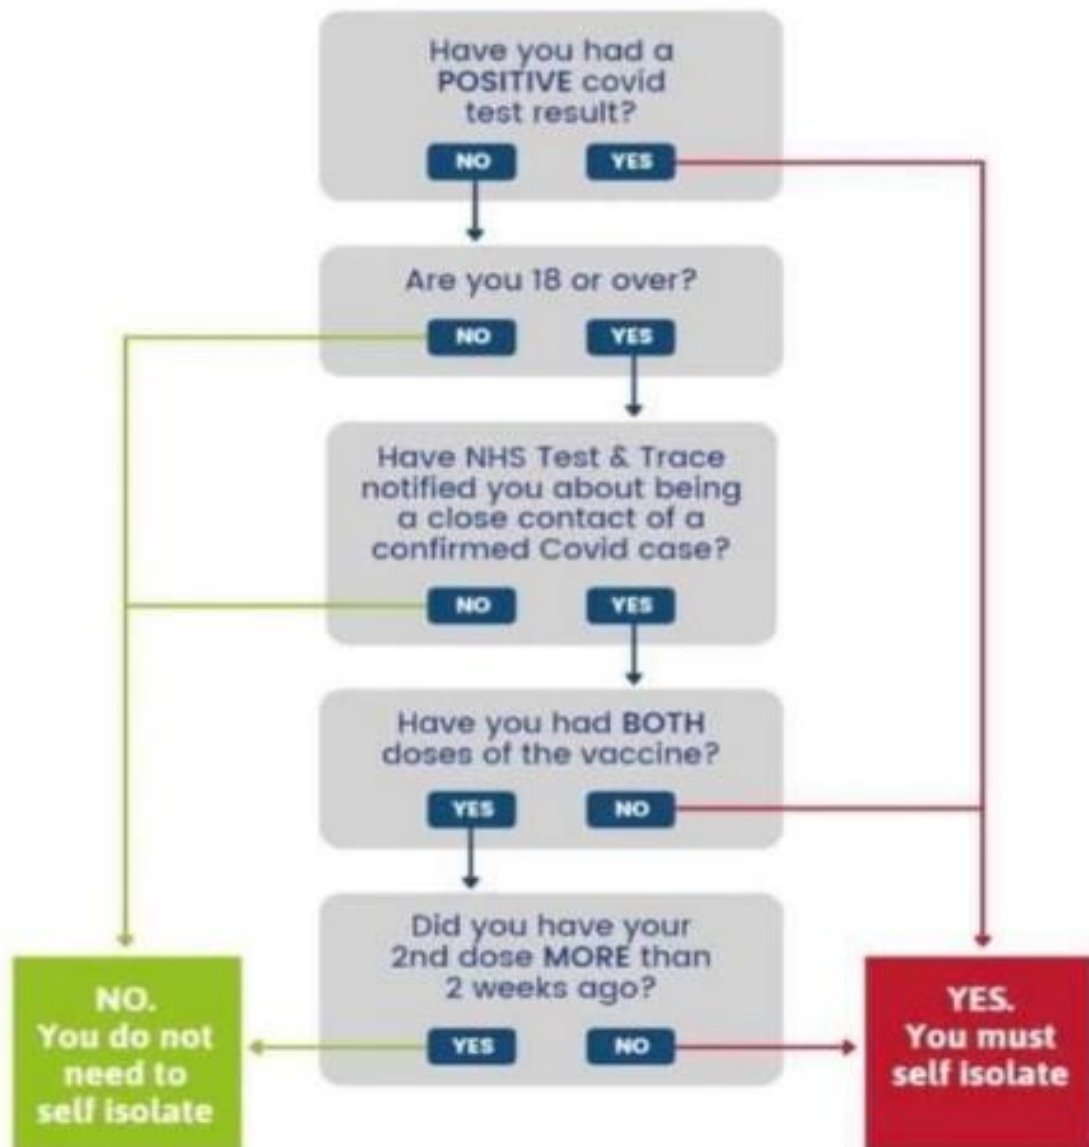 Have you had a
POSITIVE covid
test result?
NO YES
Are you 18 or over?
NO YES
Have NHS Test & Trace
notified you about being
a close contact of a
confirmed Covid case?
NO YES
Have you had BOTH
doses of the vaccine?
YES NO
Did you have your
2nd dose MORE than
2 weeks ago?
YES NO
NO.
You do not
need to
self isolate
YES.
You must
self isolate